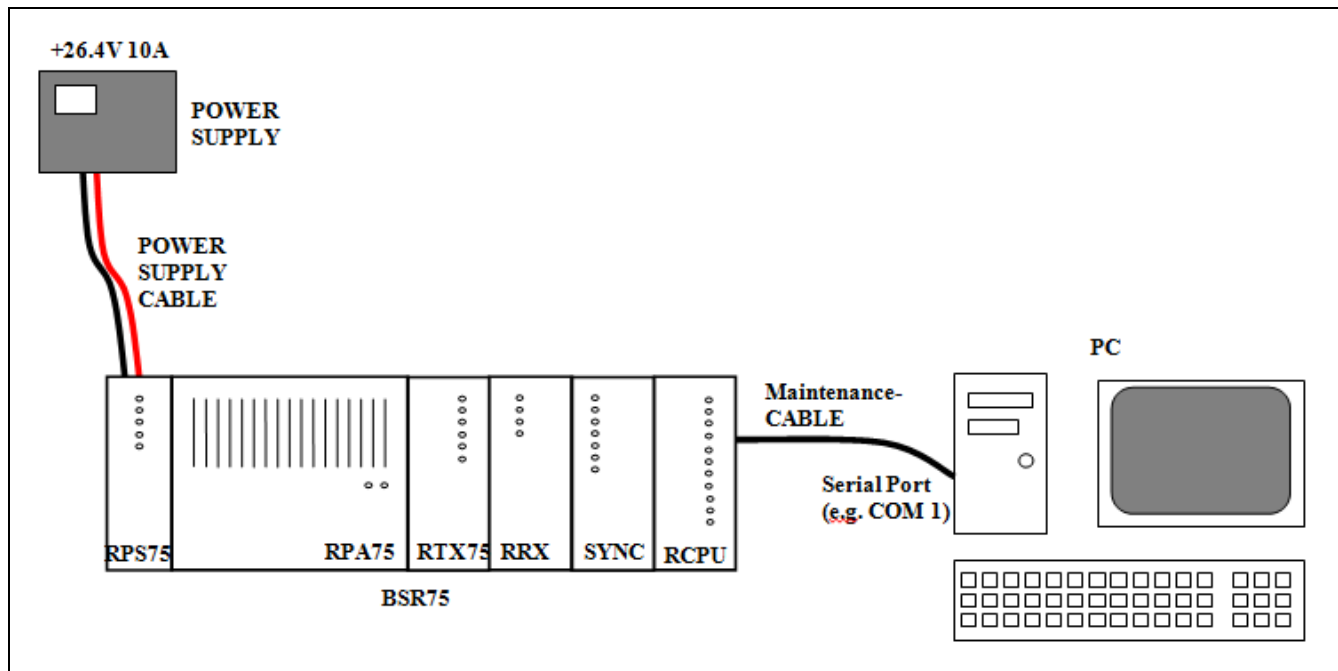 +26.4V 10A
POWER
SUPPLY
POWER
SUPPLY
CABLE
PC
Maintenance-
CABLE
Serial Port
(e.g. COM 1)
RPS75
RPA75
RTX75
RRX
SYNC
RCPU
BSR75